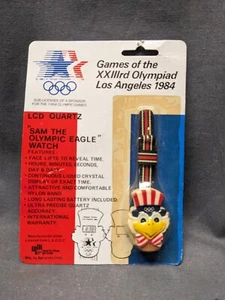 Games of the
XXIIIrd Olympiad
Los Angeles 1984
LCD QUARTZ
"SAM THE
OLYMPIC EAGLE"
WATCH
FEATURES
• FACE LIFTS TO REVEAL TIME
• HOURS, MINUTES, SECONDS,
DAY & DATE
CONTINUOUS LIQUID CRYSTAL
DISPLAY OF EXACT TIME.
• ATTRACTIVE AND COMFORTABLE
NYLON BAND.
• LONG LASTING BATTERY INCLUDED
• ULTRA PRECISE QUARTZ
ACCURACY.
• INTERNATIONAL
WARRANTY.